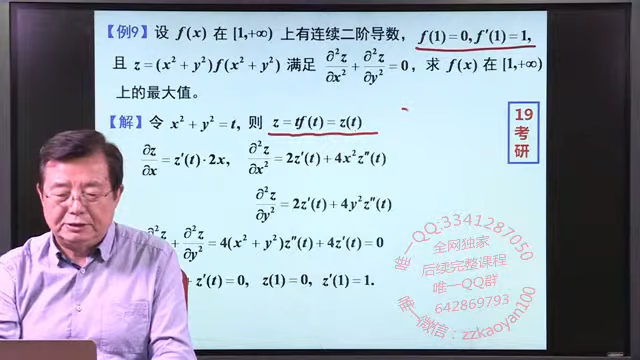 【例9】设 f(x) 在 [1,+∞) 上有连续二阶导数，f(1)=0, f′(1)=1,
且 z=(x²+y²)f(x²+y²) 满足 ∂²z/∂x² + ∂²z/∂y² = 0，求 f(x) 在 [1,+∞)
上的最大值。
【解】令 x²+y²=t, 则 z=tf(t)=z(t)
∂z/∂x = z′(t)·2x, ∂²z/∂x² = 2z′(t)+4x²z″(t)
∂²z/∂y² = 2z′(t)+4y²z″(t)
+ ∂²z/∂y² = 4(x²+y²)z″(t)+4z′(t)=0
+ z′(t)=0, z(1)=0, z′(1)=1.
19
考
研
唯一QQ:3341287050
全网独家
后续完整课程
唯一QQ群
642869793
唯一微信：zzkaoyan100